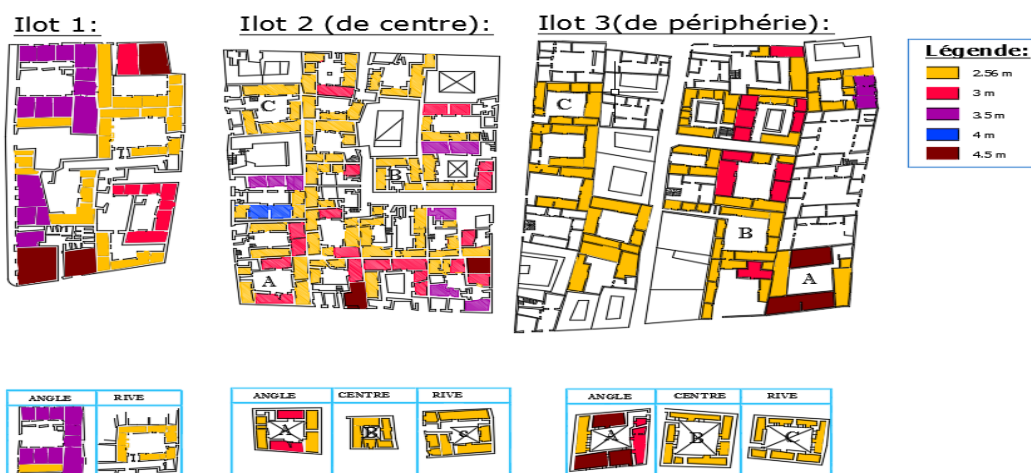 Ilot 1:
Ilot 2 (de centre):
Ilot 3(de périphérie):
Légende:
2.56 m
3 m
3.5 m
4 m
4.5 m
C
B
A
C
B
A
ANGLE RIVE
ANGLE CENTRE RIVE
A B C
ANGLE CENTRE RIVE
A B C